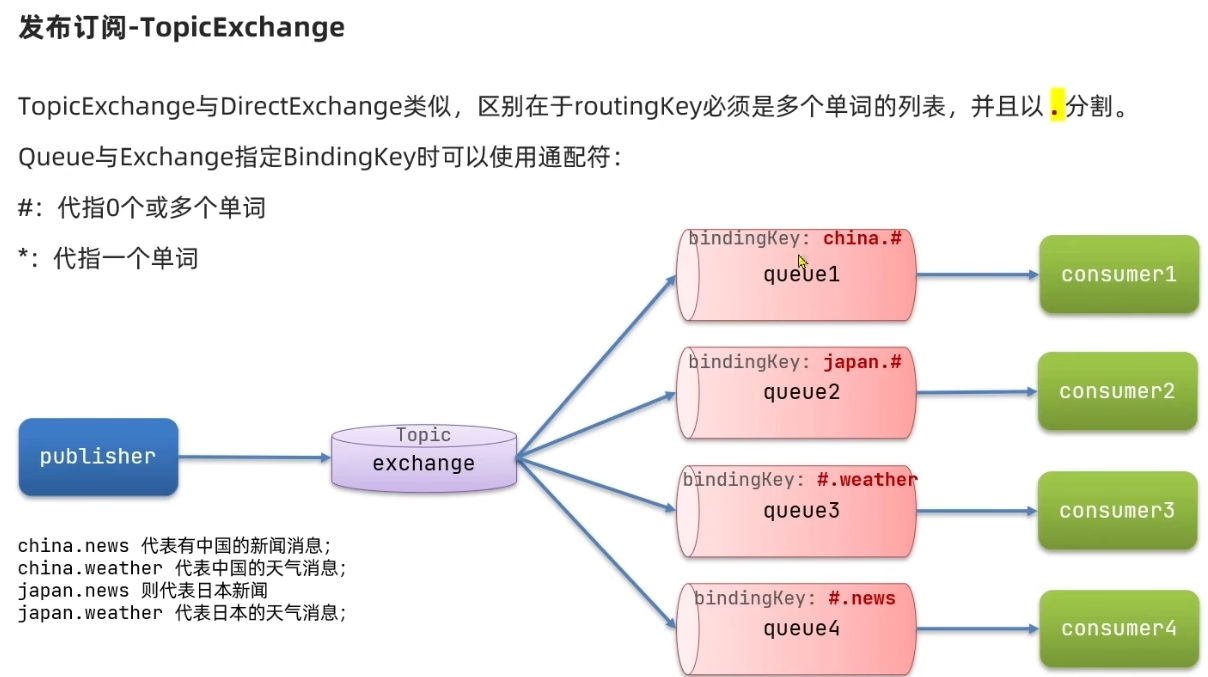 发布订阅-TopicExchange
TopicExchange与DirectExchange类似，区别在于routingKey必须是多个单词的列表，并且以 . 分割。
Queue与Exchange指定BindingKey时可以使用通配符：
#：代指0个或多个单词
*：代指一个单词
bindingKey: china.#
queue1
consumer1
bindingKey: japan.#
queue2
consumer2
publisher
Topic
exchange
bindingKey: #.weather
queue3
consumer3
bindingKey: #.news
queue4
consumer4
china.news 代表有中国的新闻消息;
china.weather 代表中国的天气消息;
japan.news 则代表日本新闻
japan.weather 代表日本的天气消息;